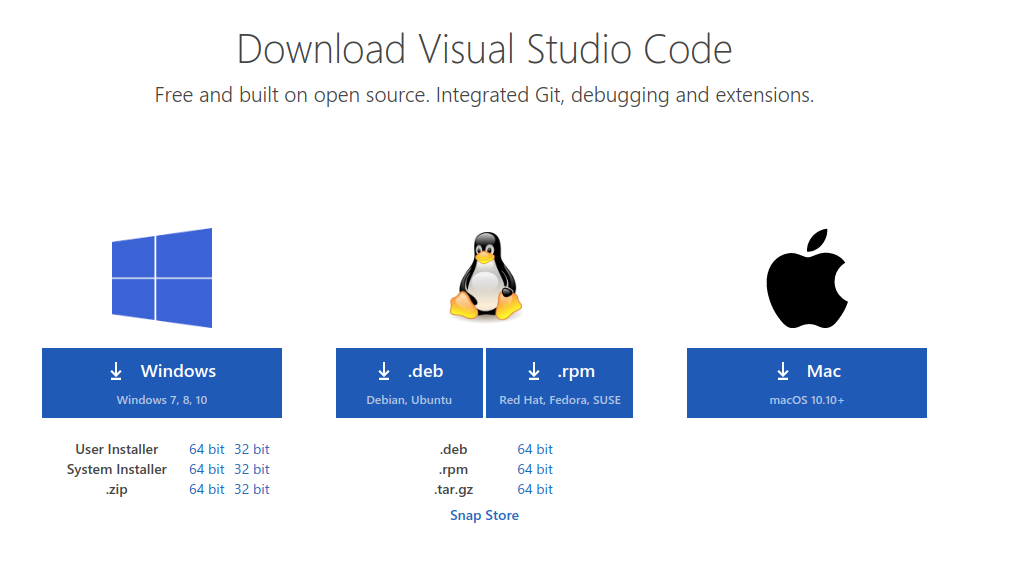 Download Visual Studio Code
Free and built on open source. Integrated Git, debugging and extensions.
Windows
Windows 7, 8, 10
User Installer 64 bit 32 bit
System Installer 64 bit 32 bit
.zip 64 bit 32 bit
.deb
Debian, Ubuntu
.rpm
Red Hat, Fedora, SUSE
.deb 64 bit
.rpm 64 bit
.tar.gz 64 bit
Snap Store
Mac
macOS 10.10+